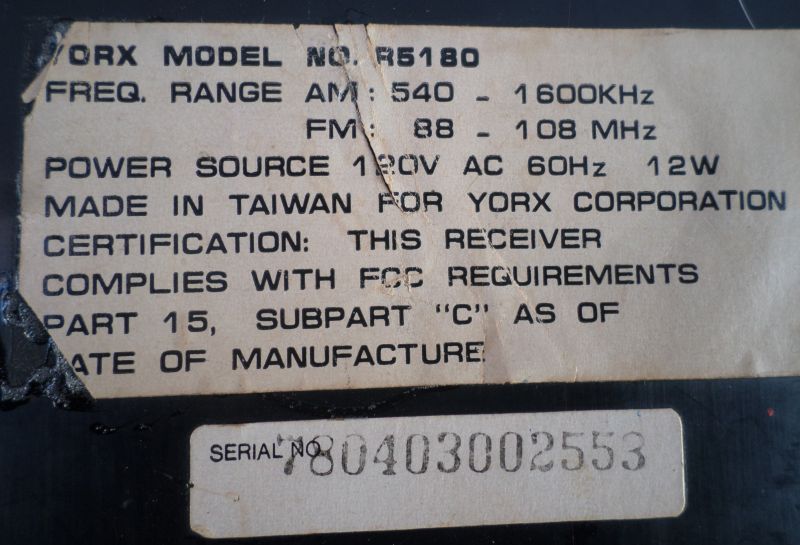 YORX MODEL NO. R5180
FREQ. RANGE AM: 540 - 1600KHz
FM: 88 - 108 MHz
POWER SOURCE 120V AC 60Hz 12W
MADE IN TAIWAN FOR YORX CORPORATION
CERTIFICATION: THIS RECEIVER
COMPLIES WITH FCC REQUIREMENTS
PART 15, SUBPART "C" AS OF
DATE OF MANUFACTURE
SERIAL NO. 780403002553